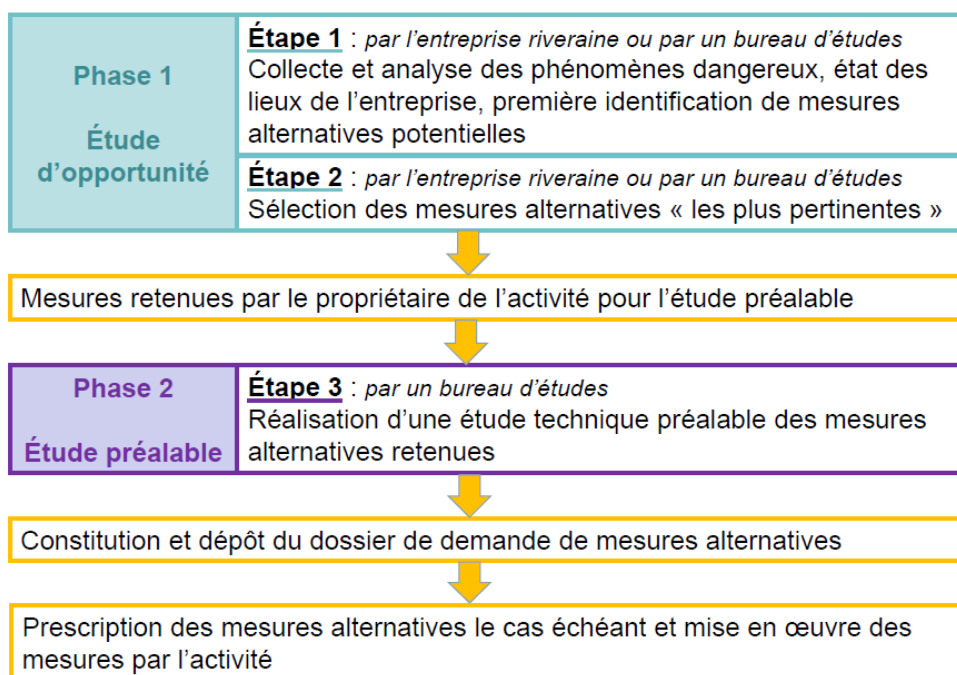 Phase 1
Étude
d’opportunité
Étape 1 : par l’entreprise riveraine ou par un bureau d’études
Collecte et analyse des phénomènes dangereux, état des
lieux de l’entreprise, première identification de mesures
alternatives potentielles
Étape 2 : par l’entreprise riveraine ou par un bureau d’études
Sélection des mesures alternatives « les plus pertinentes »
Mesures retenues par le propriétaire de l’activité pour l’étude préalable
Phase 2
Étude préalable
Étape 3 : par un bureau d’études
Réalisation d’une étude technique préalable des mesures
alternatives retenues
Constitution et dépôt du dossier de demande de mesures alternatives
Prescription des mesures alternatives le cas échéant et mise en œuvre des
mesures par l’activité